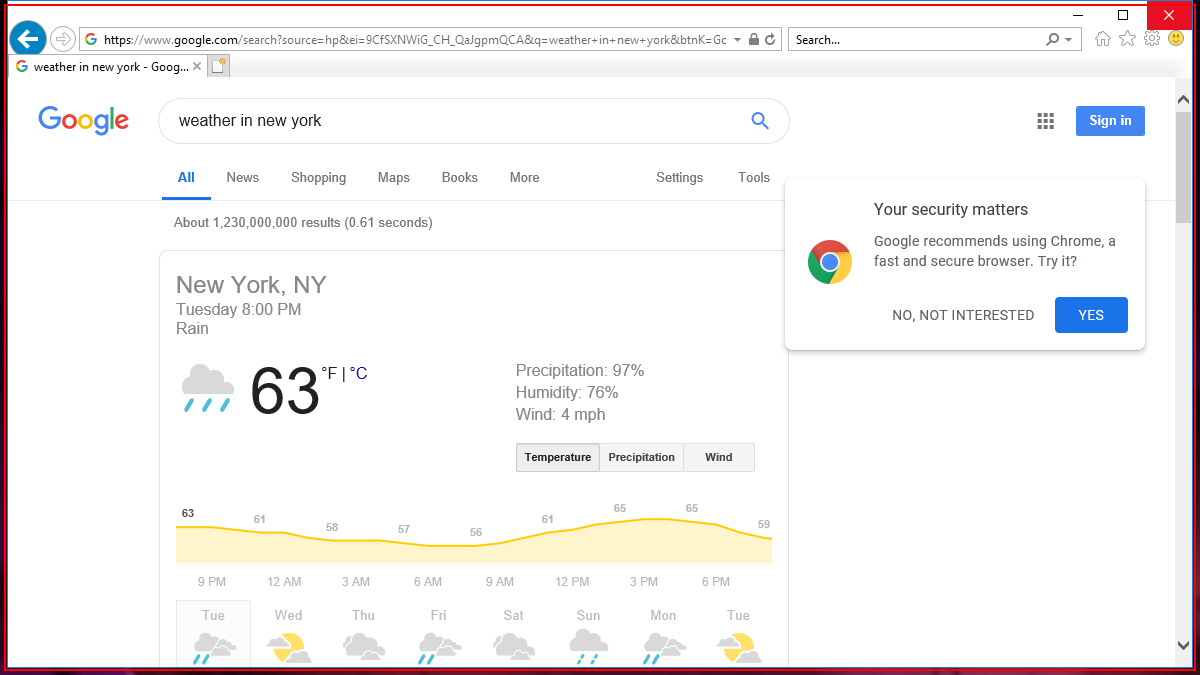 https://www.google.com/search?source=hp&ei=9CfSXNWiG_CH_QaJgpmQCA&q=weather+in+new+york&btnK=Gc
Search...
weather in new york - Goog...
Google
weather in new york
Sign in
All News Shopping Maps Books More Settings Tools
About 1,230,000,000 results (0.61 seconds)
Your security matters
Google recommends using Chrome, a
fast and secure browser. Try it?
NO, NOT INTERESTED YES
New York, NY
Tuesday 8:00 PM
Rain
63 °F | °C
Precipitation: 97%
Humidity: 76%
Wind: 4 mph
Temperature Precipitation Wind
63 61 58 57 56 61 65 65 59
9 PM 12 AM 3 AM 6 AM 9 AM 12 PM 3 PM 6 PM
Tue Wed Thu Fri Sat Sun Mon Tue